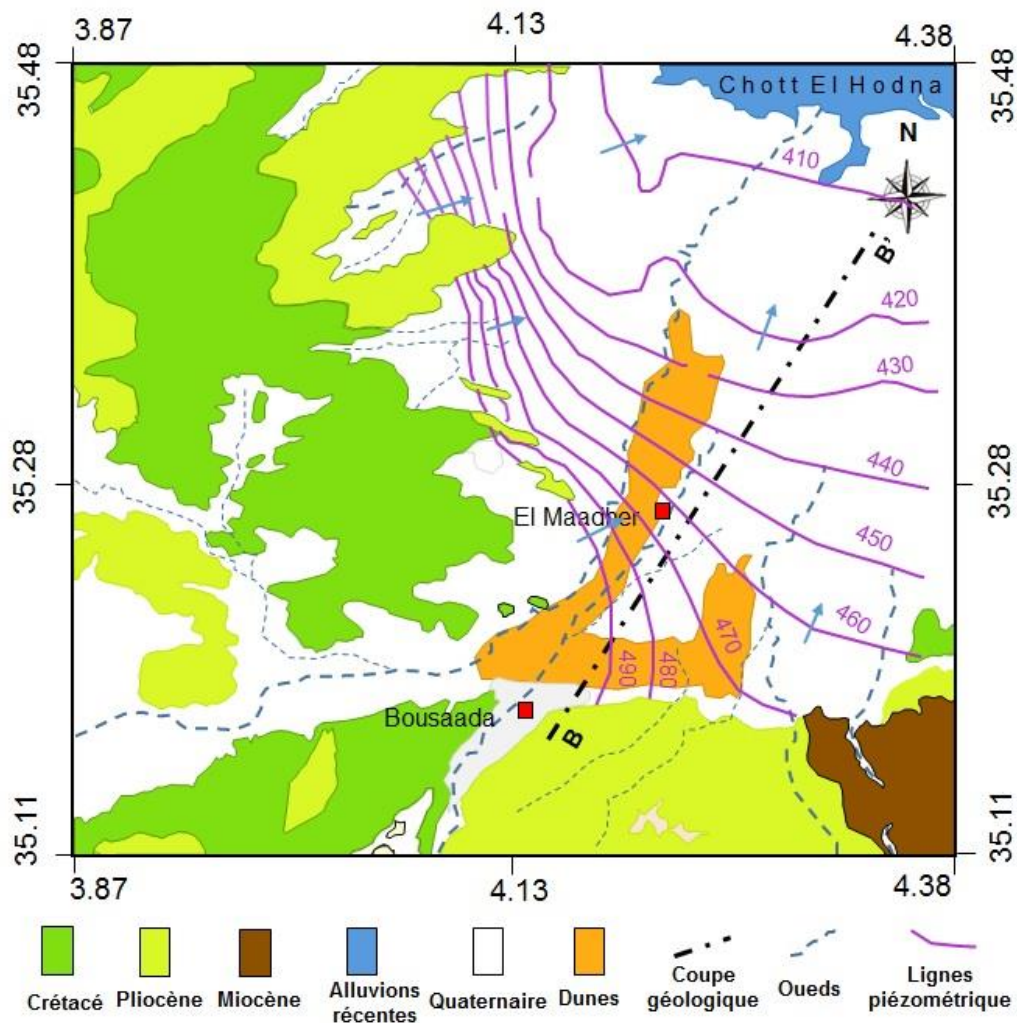 3.87
4.13
4.38
35.48
35.48
Chott El Hodna
N
410
B'
420
430
35.28
35.28
440
El Maadher
450
460
470
490
480
Bousaada
B
35.11
35.11
3.87
4.13
4.38
Crétacé
Pliocène
Miocène
Alluvions
récentes
Quaternaire
Dunes
Coupe
géologique
Oueds
Lignes
piézométrique